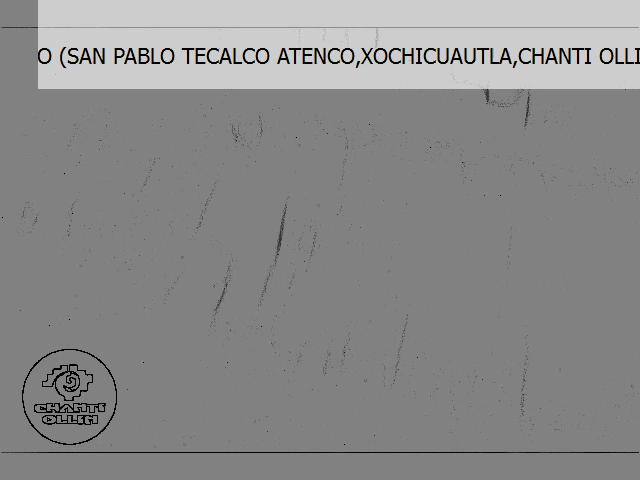 O (SAN PABLO TECALCO ATENCO,XOCHICUAUTLA,CHANTI OLLI
CHANTI
OLLIN